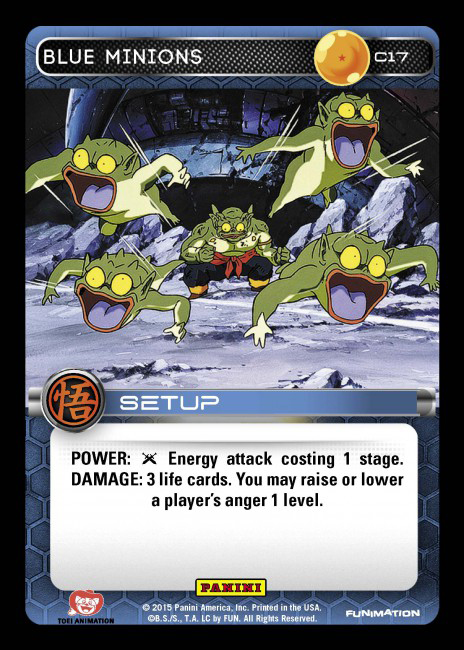 BLUE MINIONS
C17
悟
SETUP
POWER: Energy attack costing 1 stage.
DAMAGE: 3 life cards. You may raise or lower
a player's anger 1 level.
PANINI
TOEI ANIMATION
© 2015 Panini America, Inc. Printed in the USA.
©B.S./S., T.A. LC by FUN. All Rights Reserved.
FUNIMATION